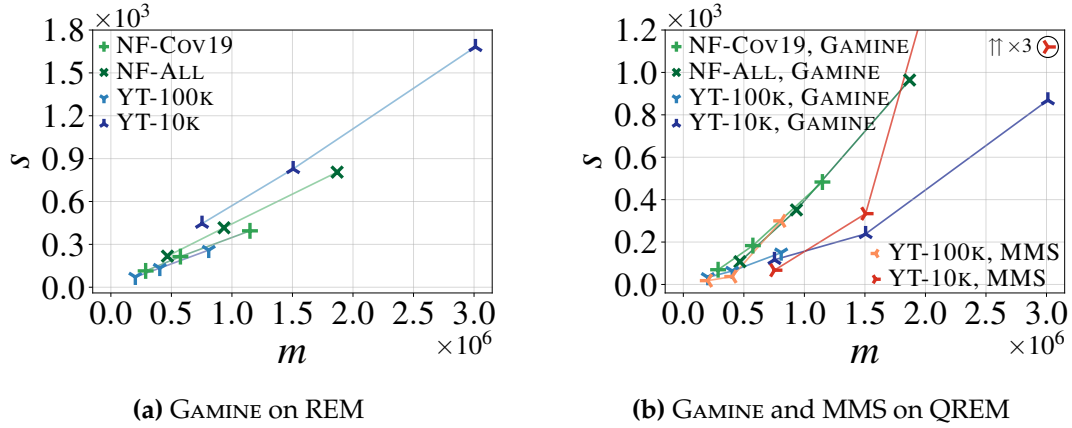 ×10³
1.8
1.5
1.2
0.9
0.6
0.3
0.0
s
NF-COV19
NF-ALL
YT-100K
YT-10K
0.0 0.5 1.0 1.5 2.0 2.5 3.0
m ×10⁶
(a) GAMINE on REM
×10³
1.2
1.0
0.8
0.6
0.4
0.2
0.0
s
NF-COV19, GAMINE
NF-ALL, GAMINE
YT-100K, GAMINE
YT-10K, GAMINE
⇈ ×3
YT-100K, MMS
YT-10K, MMS
0.0 0.5 1.0 1.5 2.0 2.5 3.0
m ×10⁶
(b) GAMINE and MMS on QREM